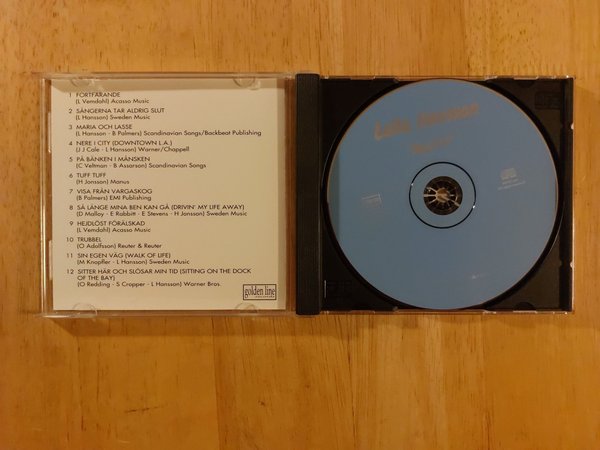 1 FORTFARANDE
(L Vemdahl) Acasso Music
2 SÅNGERNA TAR ALDRIG SLUT
(L Hansson) Sweden Music
3 MARIA OCH LASSE
(L Hansson - B Palmers) Scandinavian Songs/Backbeat Publishing
4 NERE I CITY (DOWNTOWN L.A.)
(J J Cale - L Hansson) Warner/Chappell
5 PÅ BÄNKEN I MÅNSKEN
(C Veltman - B Assarson) Scandinavian Songs
6 TUFF TUFF
(H Jonsson) Manus
7 VISA FRÅN VARGASKOG
(B Palmers) EMI Publishing
8 SÅ LÄNGE MINA BEN KAN GÅ (DRIVIN' MY LIFE AWAY)
(D Malloy - E Rabbitt - E Stevens - H Jonsson) Sweden Music
9 HEJDLÖST FÖRÄLSKAD
(L Vemdahl) Acasso Music
10 TRUBBEL
(O Adolfsson) Reuter & Reuter
11 SIN EGEN VÄG (WALK OF LIFE)
(M Knopfler - L Hansson) Sweden Music
12 SITTER HÄR OCH SLÖSAR MIN TID (SITTING ON THE DOCK
OF THE BAY)
(O Redding - S Cropper - L Hansson) Warner Bros.
golden line
Lalla Hansson